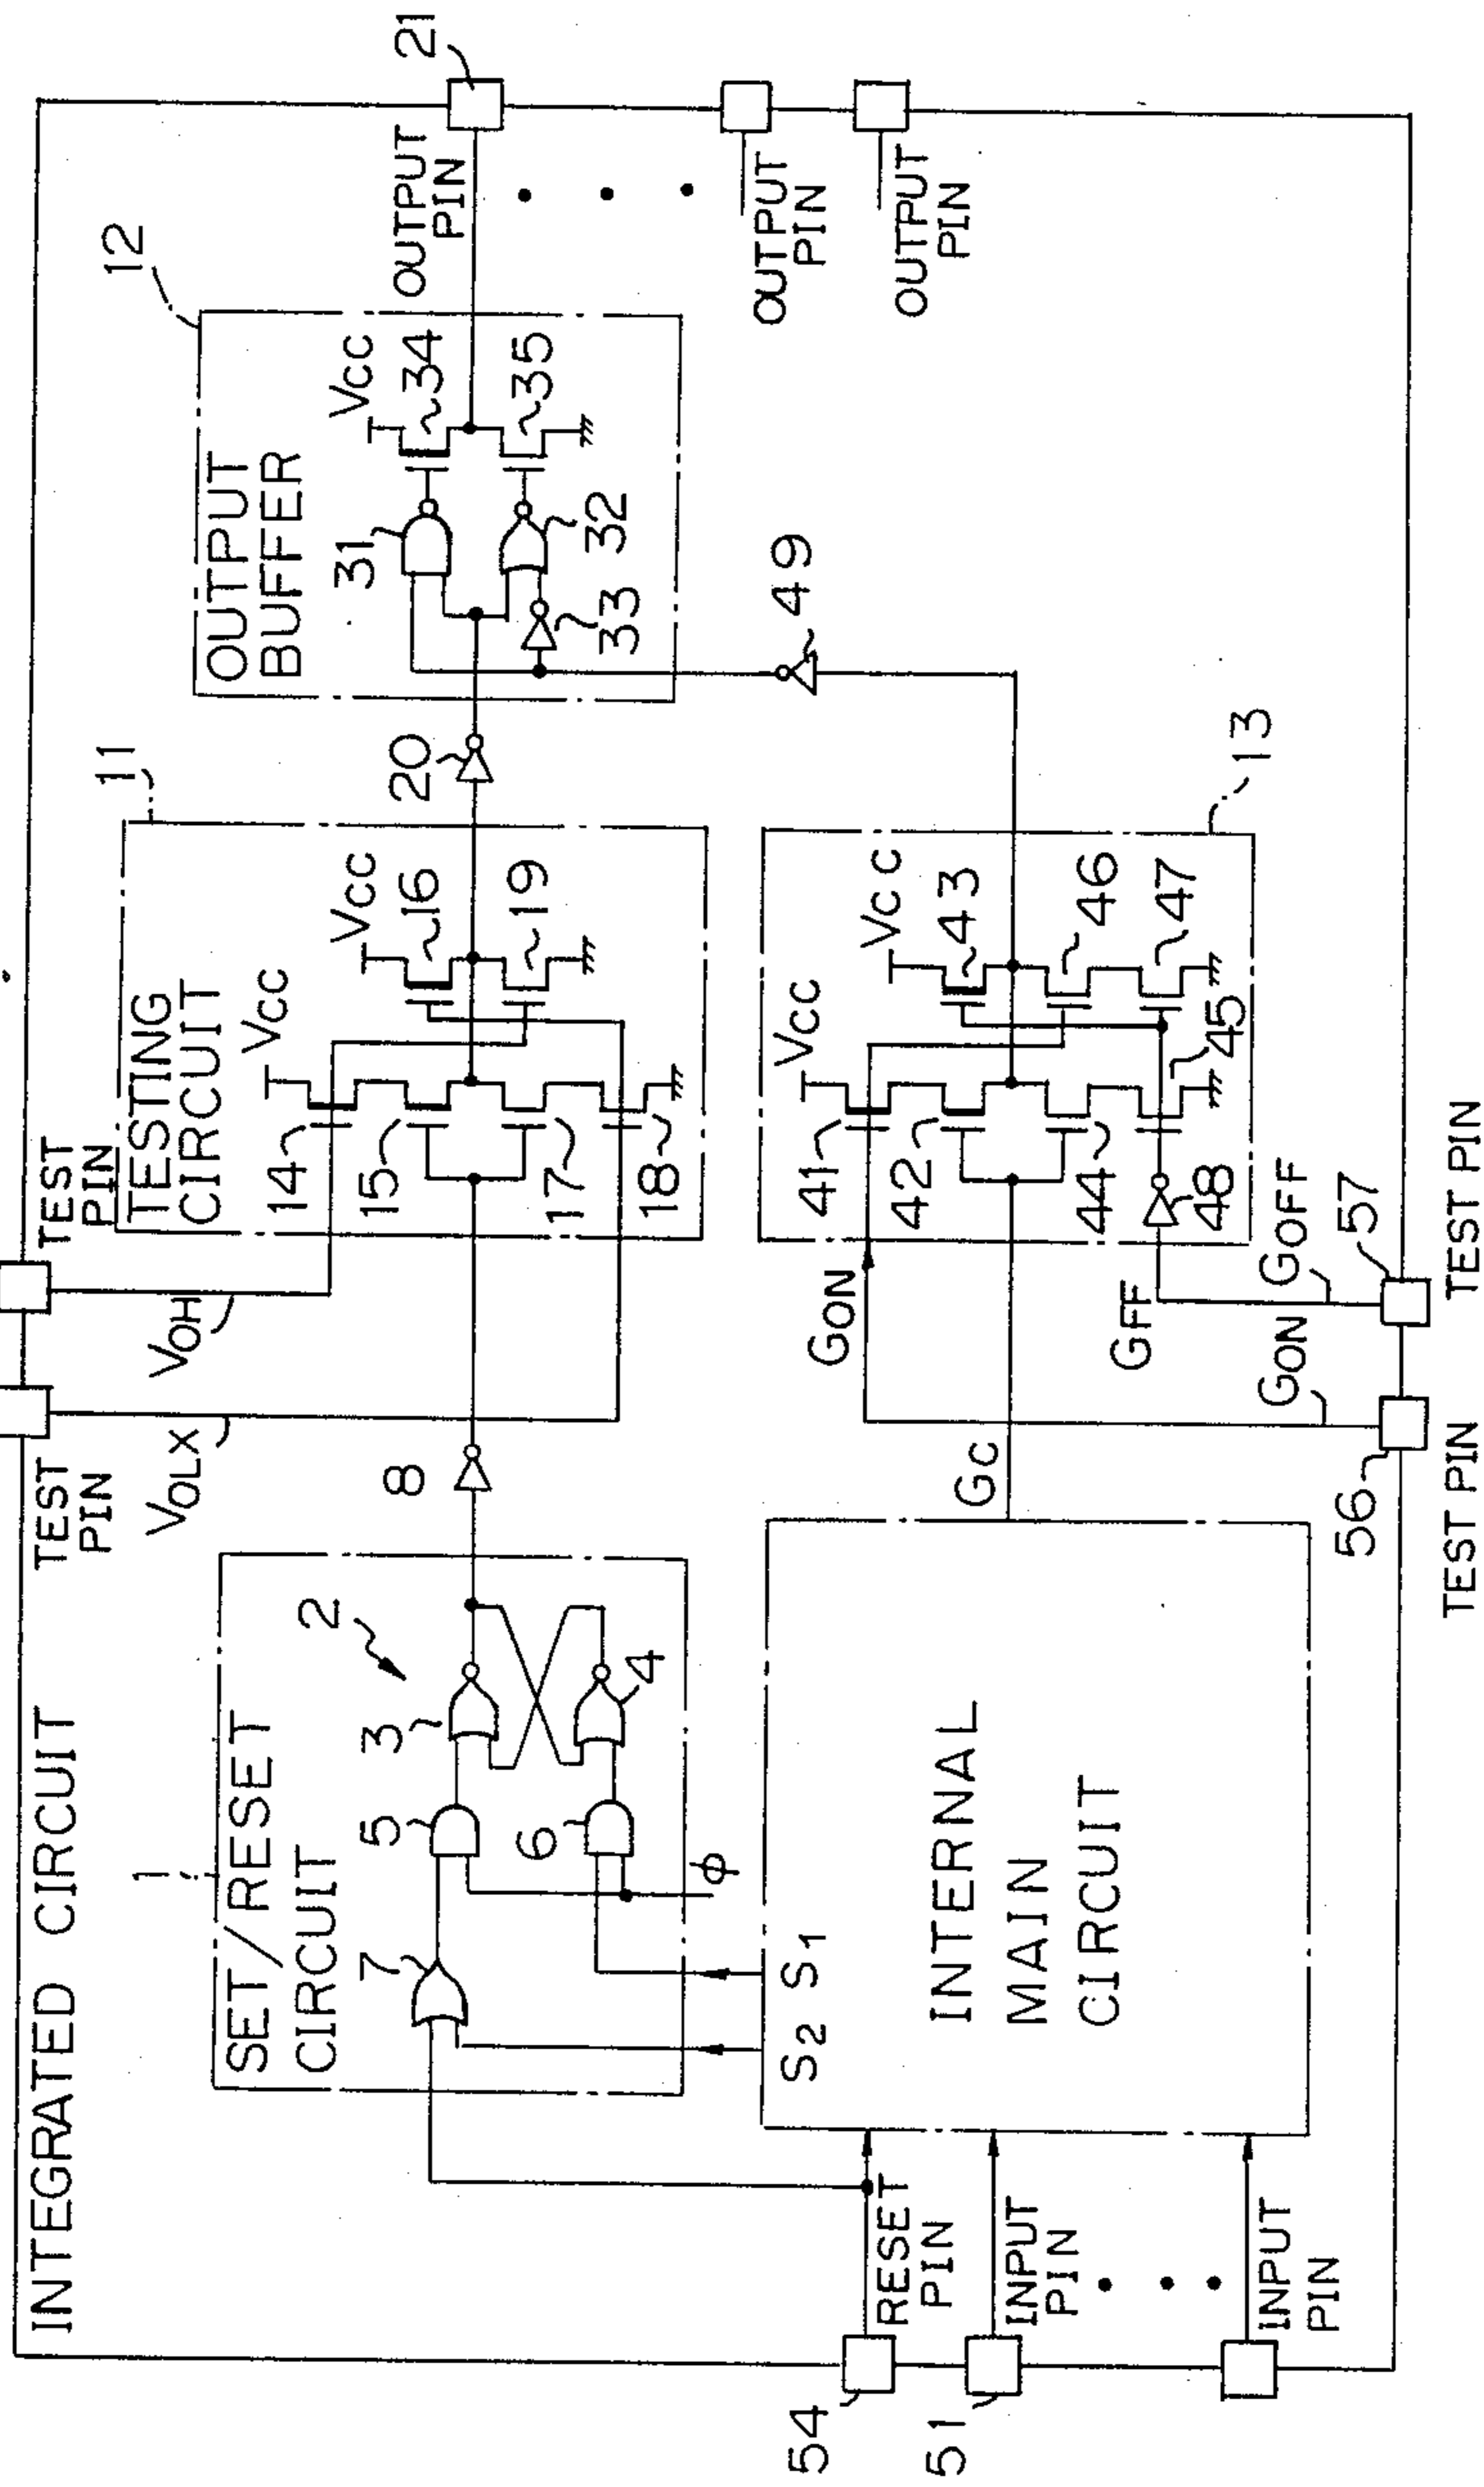 INTEGRATED CIRCUIT
TEST
PIN
TEST
PIN
VOLX
VOH
11
12
21
1
SET/RESET
CIRCUIT
2
3
4
5
6
7
8
φ
S2
S1
TESTING
CIRCUIT
Vcc
Vcc
14
15
16
17
18
19
20
OUTPUT
BUFFER
Vcc
31
32
33
34
35
OUTPUT
PIN
OUTPUT
PIN
OUTPUT
PIN
54
RESET
PIN
51
INPUT
PIN
INPUT
PIN
INTERNAL
MAIN
CIRCUIT
GC
GON
GFF
GON
GOFF
Vcc
Vcc
41
42
43
44
45
46
47
48
49
13
56
57
TEST PIN
TEST PIN